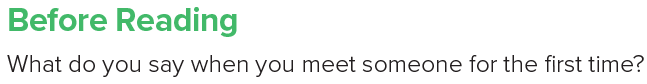 Before Reading
What do you say when you meet someone for the first time?